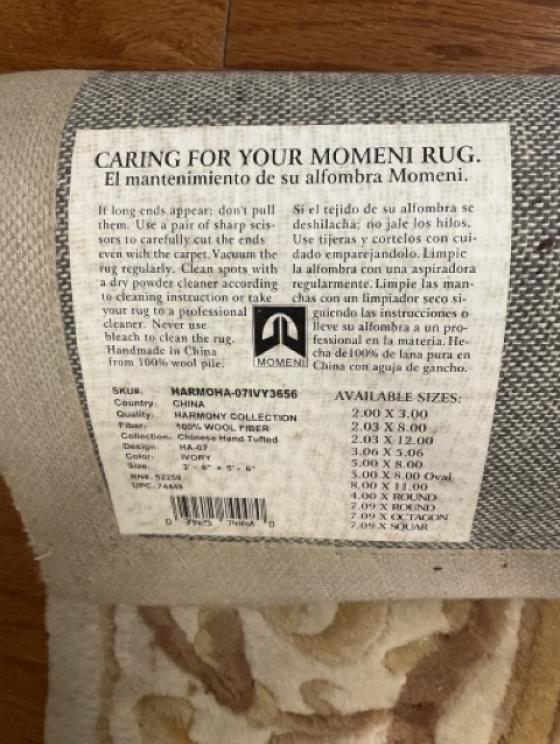 CARING FOR YOUR MOMENI RUG.
El mantenimiento de su alfombra Momeni.
If long ends appear; don't pull
them. Use a pair of sharp scis-
sors to carefully cut the ends
even with the carpet. Vacuum the
rug regularly. Clean spots with
a dry powder cleaner according
to cleaning instruction or take
your rug to a professional
cleaner. Never use
bleach to clean the rug.
Handmade in China
from 100% wool pile.
Si el tejido de su alfombra se
deshilacha; no jale los hilos.
Use tijeras y cortelos con cui-
dado emparejandolo. Limpie
la alfombra con una aspiradora
regularmente. Limpie las man-
chas con un limpiador seco si-
guiendo las instrucciones o
lleve su alfombra a un pro-
fessional en la materia. He-
cha de100% de lana pura en
China con aguja de gancho.
MOMENI
SKU#: HARMOHA-07IVY3656
Country: CHINA
Quality: HARMONY COLLECTION
Fiber: 100% WOOL FIBER
Collection: Chinese Hand Tufted
Design: HA-07
Color: IVORY
Size: 3'- 6" x 5'- 6"
RN#: 52258
UPC: 74448
AVAILABLE SIZES:
2.00 X 3.00
2.03 X 8.00
2.03 X 12.00
3.06 X 5.06
5.00 X 8.00
5.00 X 8.00 Oval
8.00 X 11.00
4.00 X ROUND
7.09 X ROUND
7.09 X OCTAGON
7.09 X SQUAR